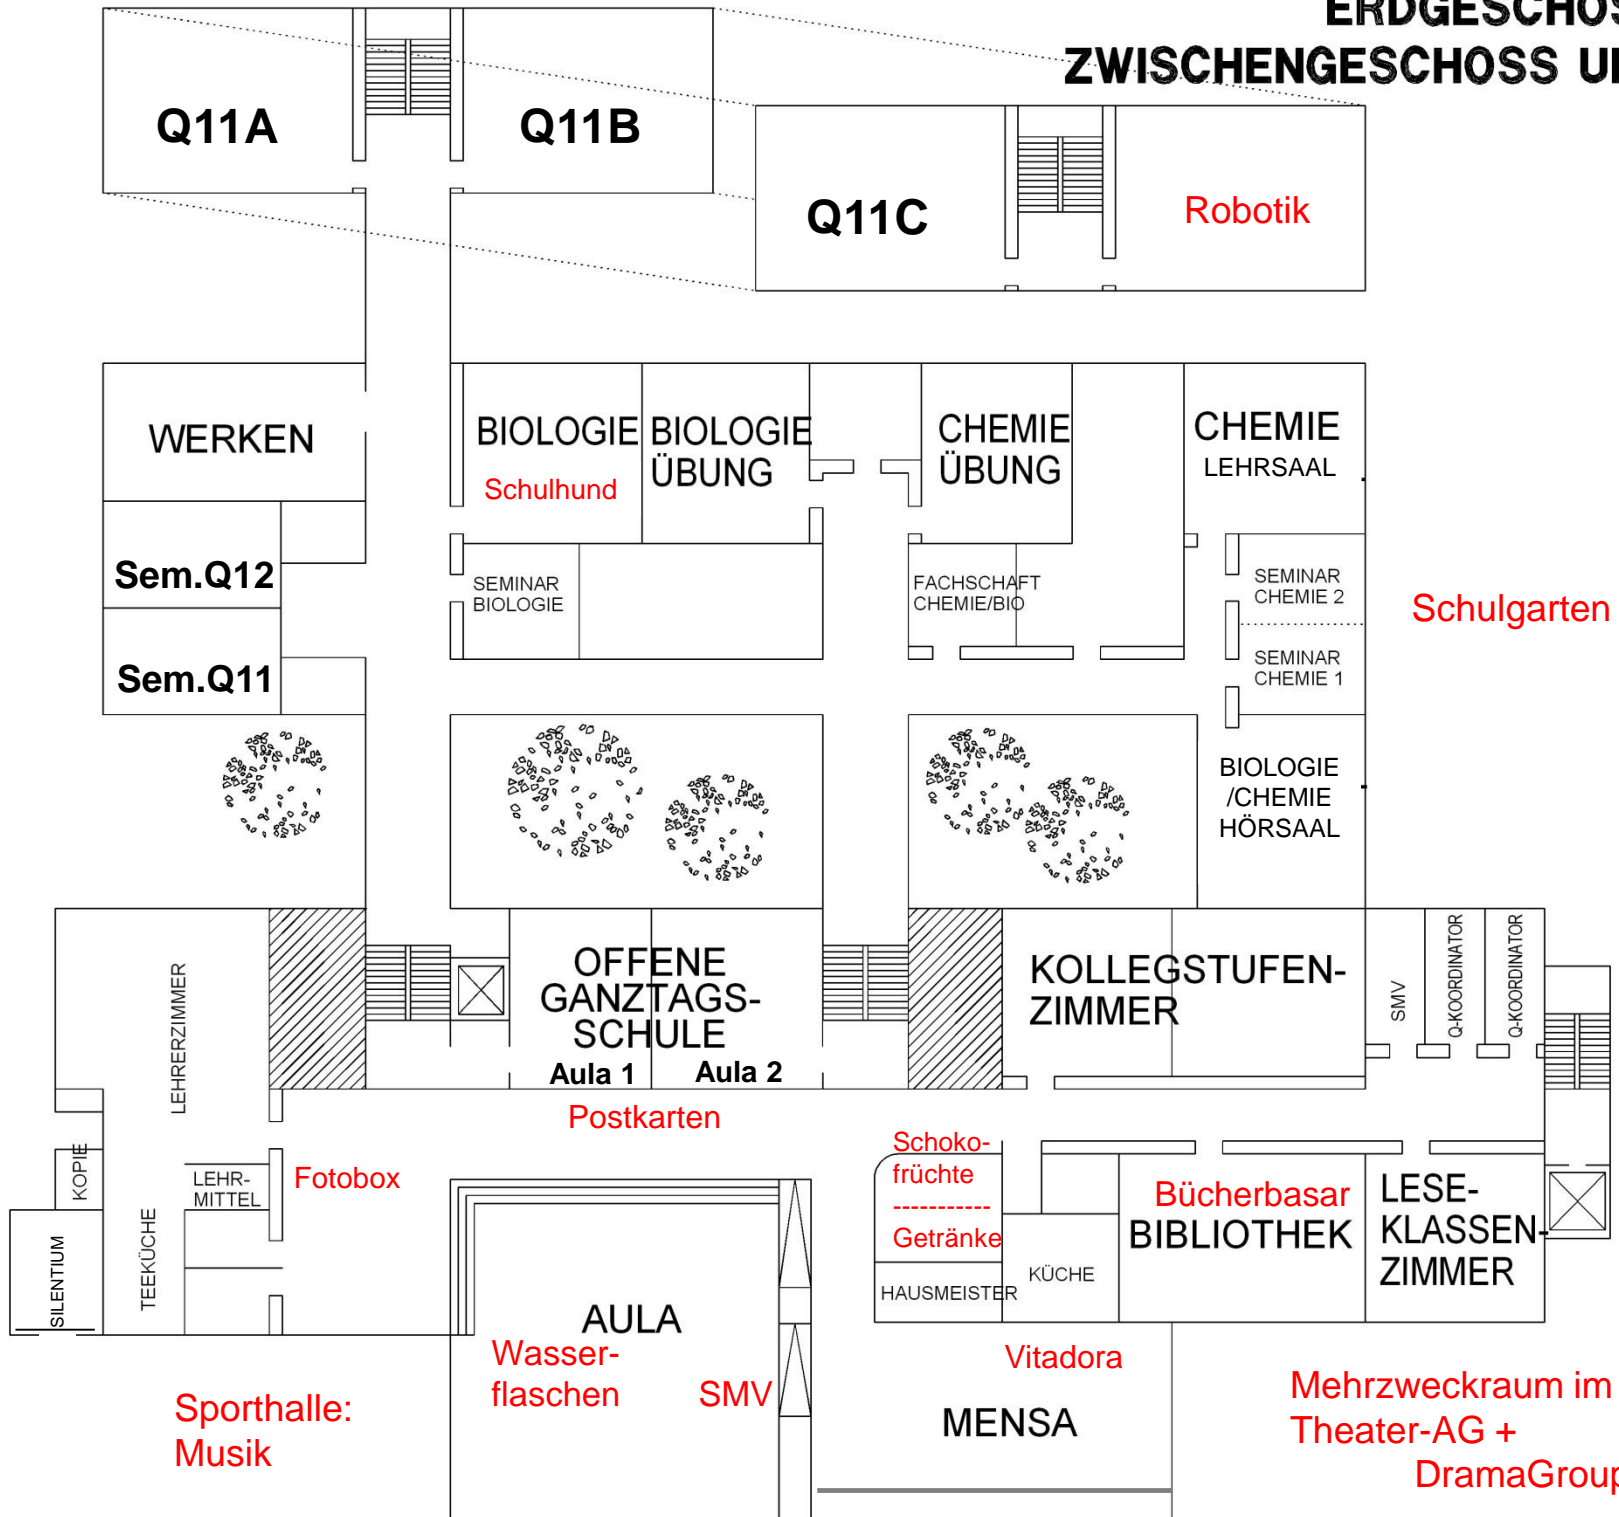 ERDGESCHOS
ZWISCHENGESCHOSS U
Q11A
Q11B
Q11C
Robotik
WERKEN
BIOLOGIE
Schulhund
BIOLOGIE
ÜBUNG
CHEMIE
ÜBUNG
CHEMIE
LEHRSAAL
Sem.Q12
SEMINAR
BIOLOGIE
FACHSCHAFT
CHEMIE/BIO
SEMINAR
CHEMIE 2
Schulgarten
Sem.Q11
SEMINAR
CHEMIE 1
BIOLOGIE
/CHEMIE
HÖRSAAL
LEHRERZIMMER
OFFENE
GANZTAGS-
SCHULE
Aula 1
Aula 2
KOLLEGSTUFEN-
ZIMMER
SMV
Q-KOORDINATOR
Q-KOORDINATOR
Postkarten
KOPIE
LEHR-
MITTEL
Fotobox
Schoko-
früchte
-----------
Getränke
Bücherbasar
BIBLIOTHEK
LESE-
KLASSEN-
ZIMMER
SILENTIUM
TEEKÜCHE
HAUSMEISTER
KÜCHE
AULA
Wasser-
flaschen
SMV
Vitadora
MENSA
Sporthalle:
Musik
Mehrzweckraum im
Theater-AG +
DramaGroup